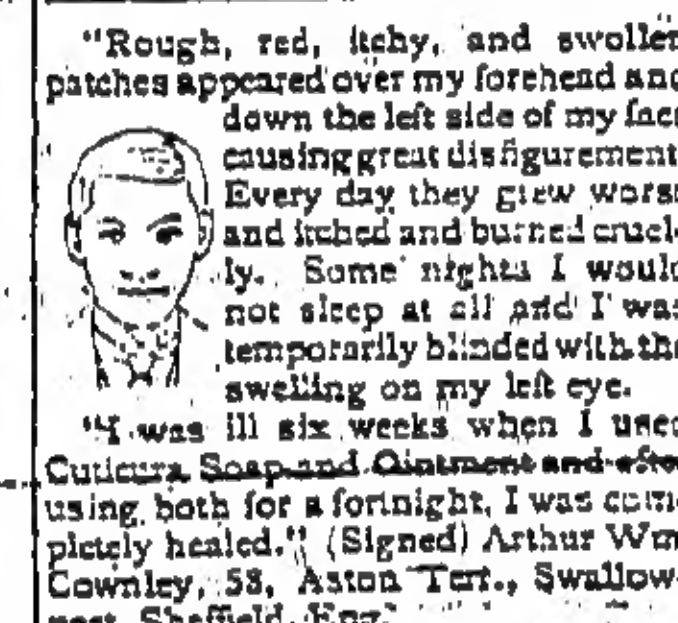 "Rough, red, itchy, and swoller
patches appeared over my forehead and
down the left side of my face
causing great disfigurement.
Every day they grew worse
and itched and burned cruel-
ly. Some nights I would
not sleep at all and I was
temporarily blinded with the
swelling on my left eye.
"I was ill six weeks when I used
Cuticura Soap and Ointment and after
using both for a fortnight, I was com-
pletely healed." (Signed) Arthur Wm
Cownley, 58, Aston Terr., Swallow-
nest, Sheffield, Eng.